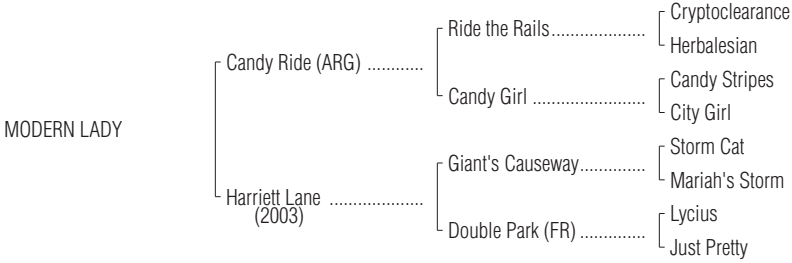 MODERN LADY
Candy Ride (ARG) ............
Harriett Lane ....................
(2003)
Ride the Rails....................
Candy Girl ........................
Giant's Causeway..............
Double Park (FR) ..............
Cryptoclearance
Herbalesian
Candy Stripes
City Girl
Storm Cat
Mariah's Storm
Lycius
Just Pretty